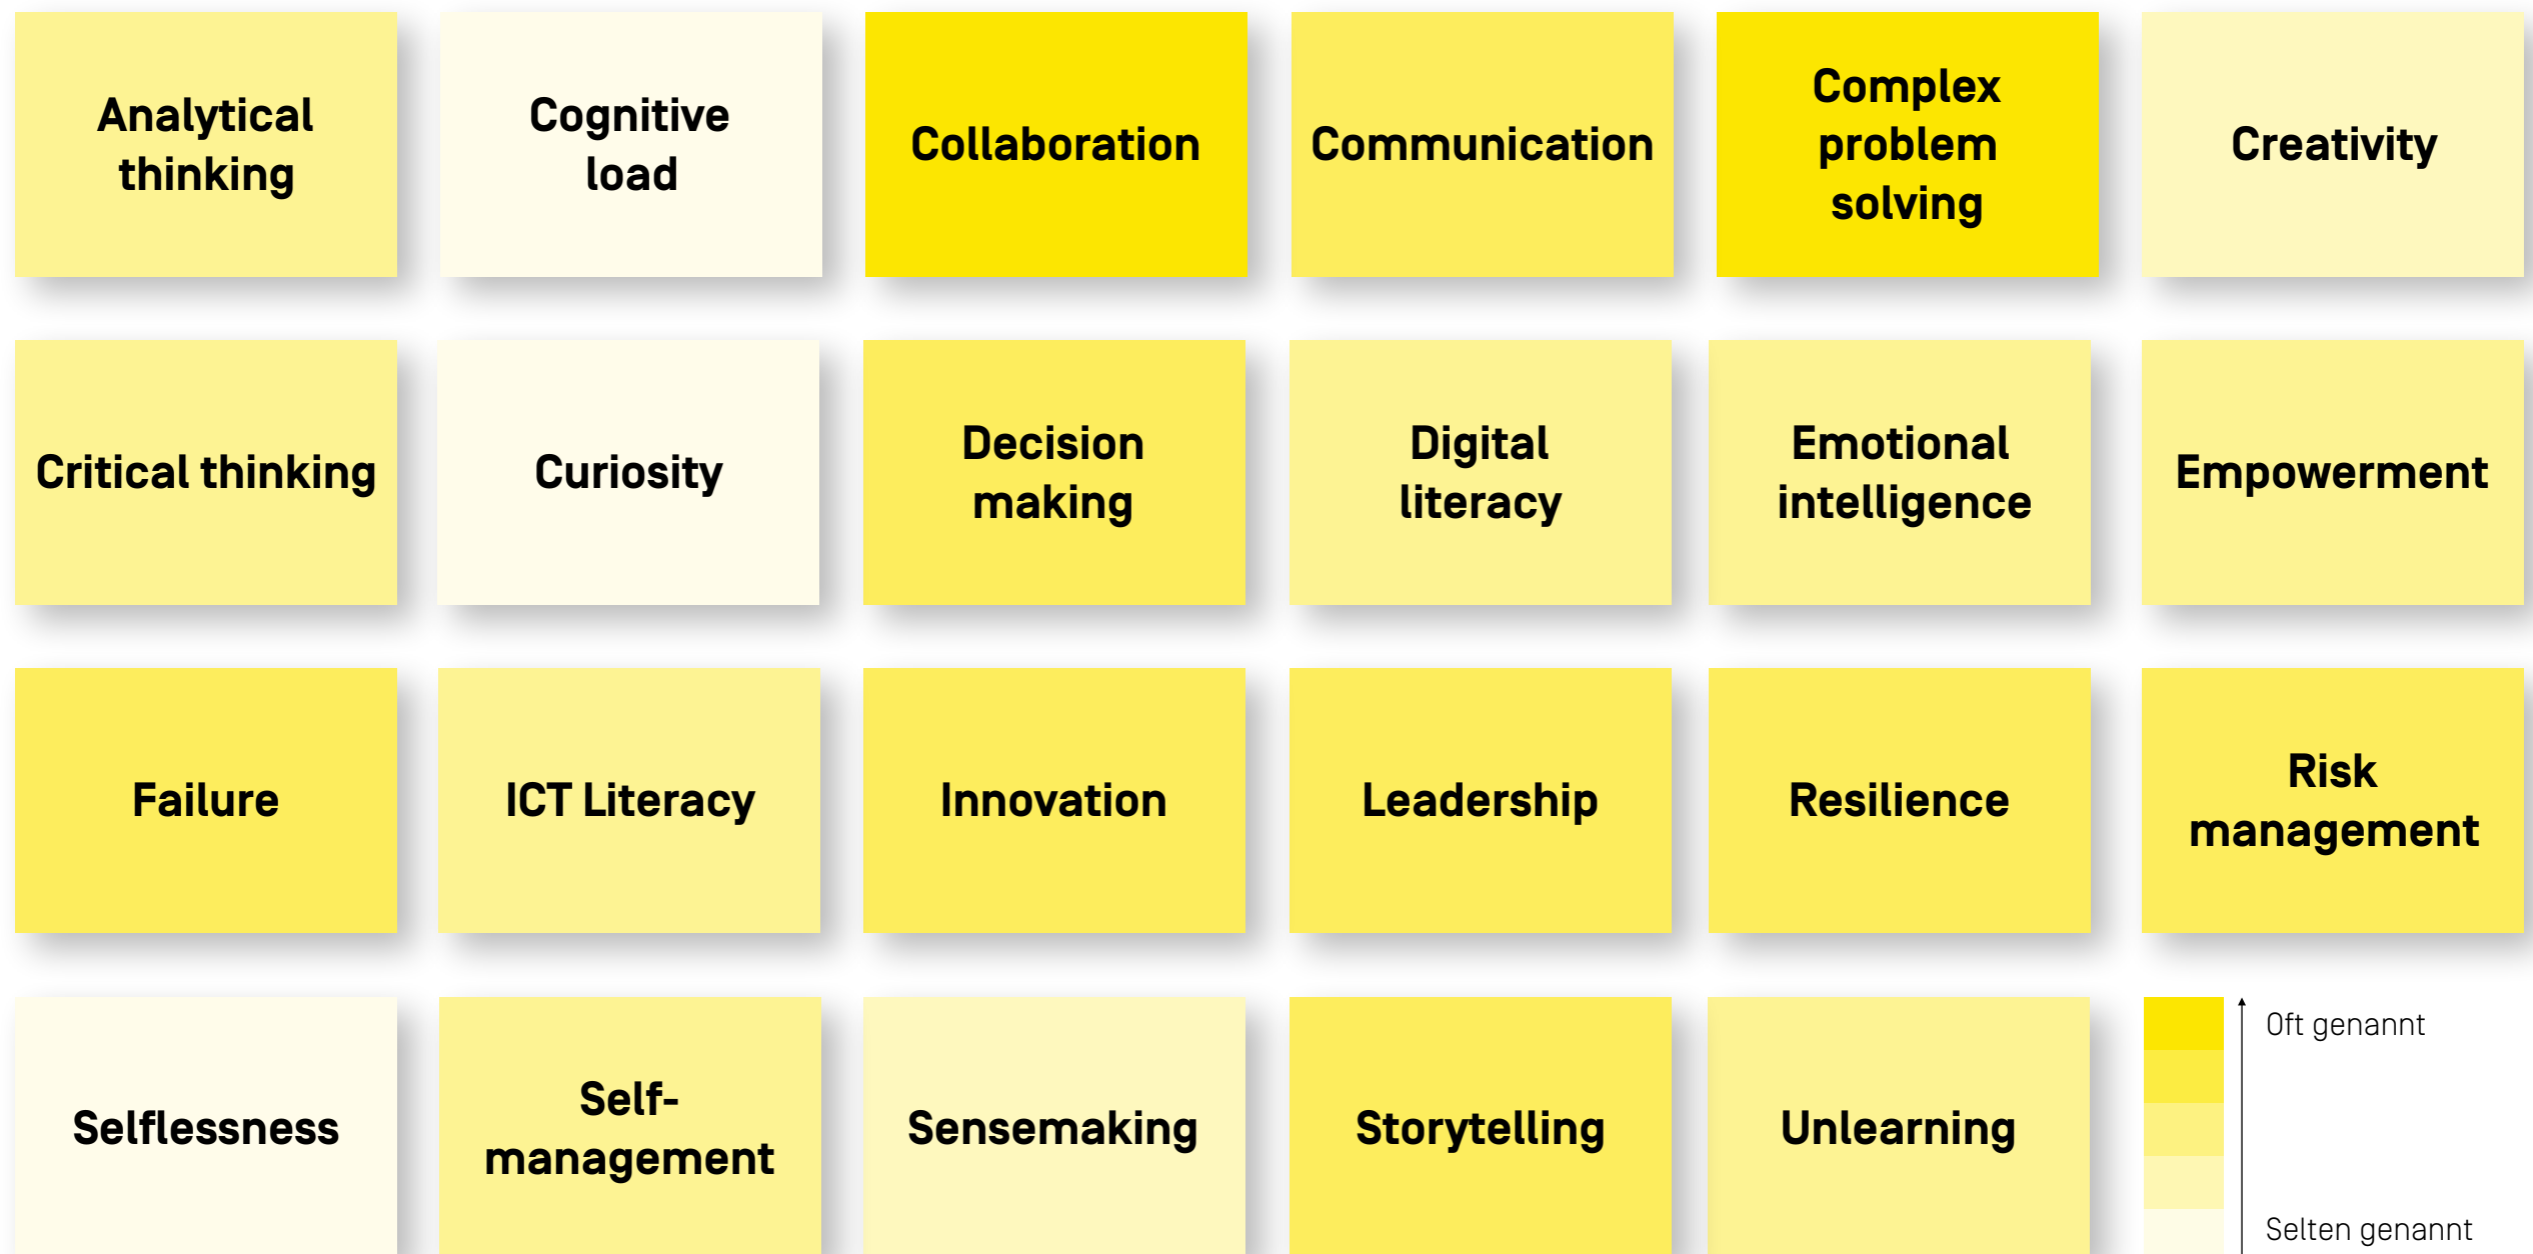 Analytical
thinking
Cognitive
load
Collaboration
Communication
Complex
problem
solving
Creativity
Critical thinking
Curiosity
Decision
making
Digital
literacy
Emotional
intelligence
Empowerment
Failure
ICT Literacy
Innovation
Leadership
Resilience
Risk
management
Selflessness
Self-
management
Sensemaking
Storytelling
Unlearning
Oft genannt
Selten genannt